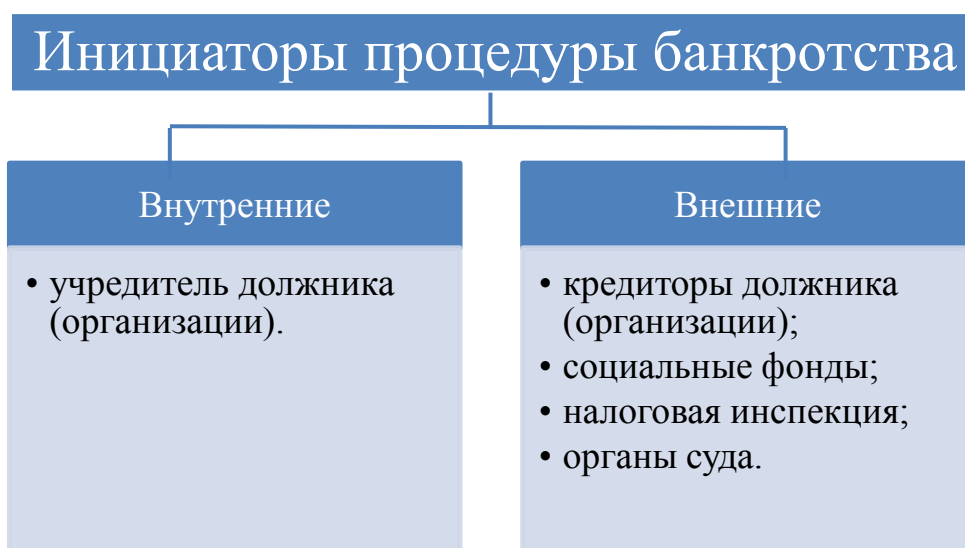 Инициаторы процедуры банкротства
Внутренние
• учредитель должника
(организации).
Внешние
• кредиторы должника
(организации);
• социальные фонды;
• налоговая инспекция;
• органы суда.